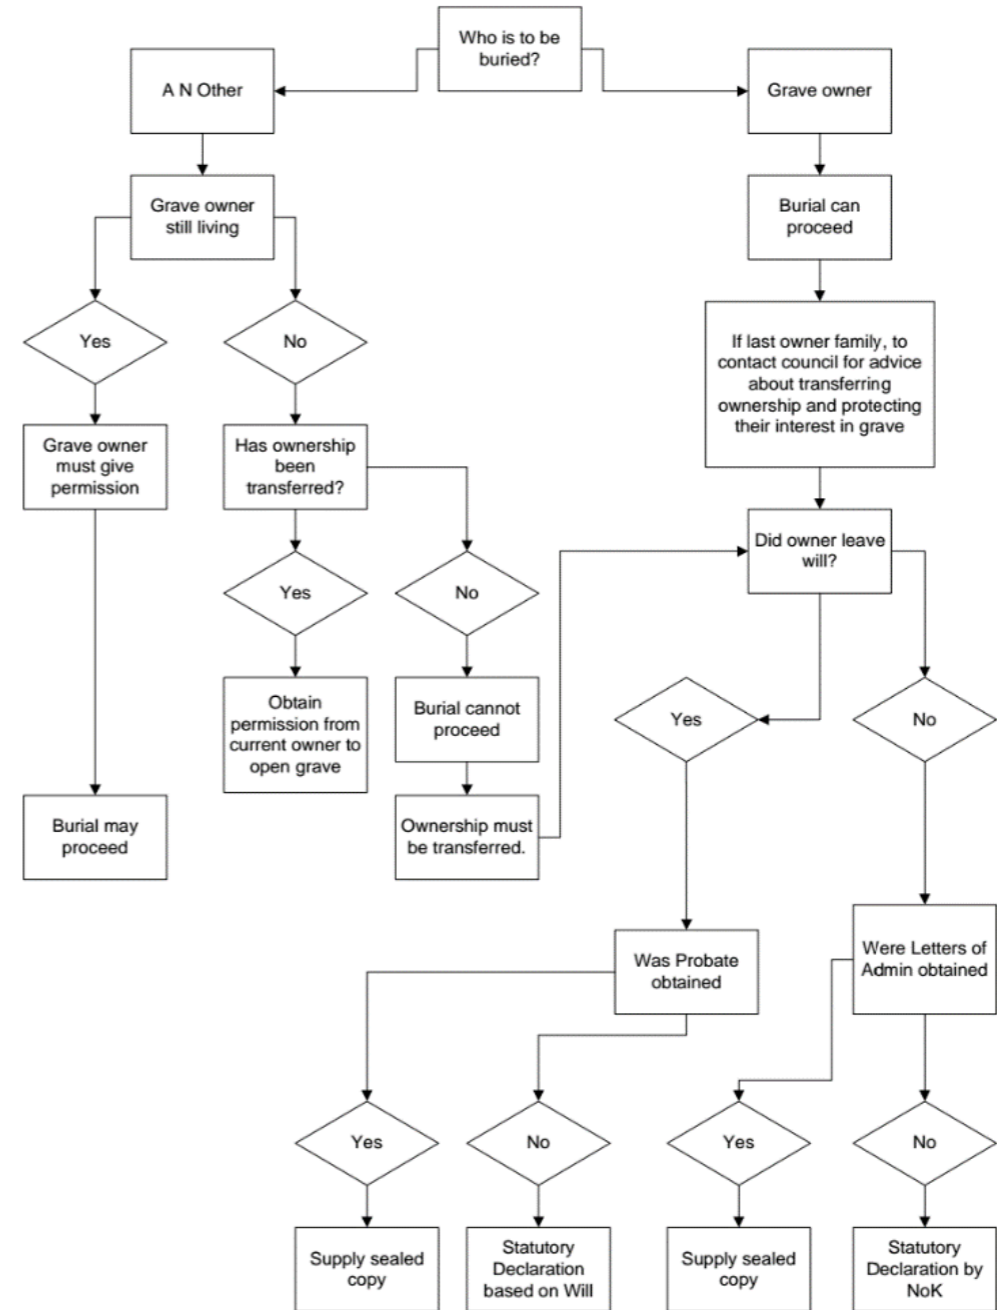 Who is to be
buried?
A N Other
Grave owner
Grave owner
still living
Burial can
proceed
Yes
No
If last owner family, to
contact council for advice
about transferring
ownership and protecting
their interest in grave
Grave owner
must give
permission
Has ownership
been
transferred?
Did owner leave
will?
Yes
No
Obtain
permission from
current owner to
open grave
Burial cannot
proceed
Yes
No
Burial may
proceed
Ownership must
be transferred.
Was Probate
obtained
Were Letters of
Admin obtained
Yes
No
Yes
No
Supply sealed
copy
Statutory
Declaration
based on Will
Supply sealed
copy
Statutory
Declaration by
NoK